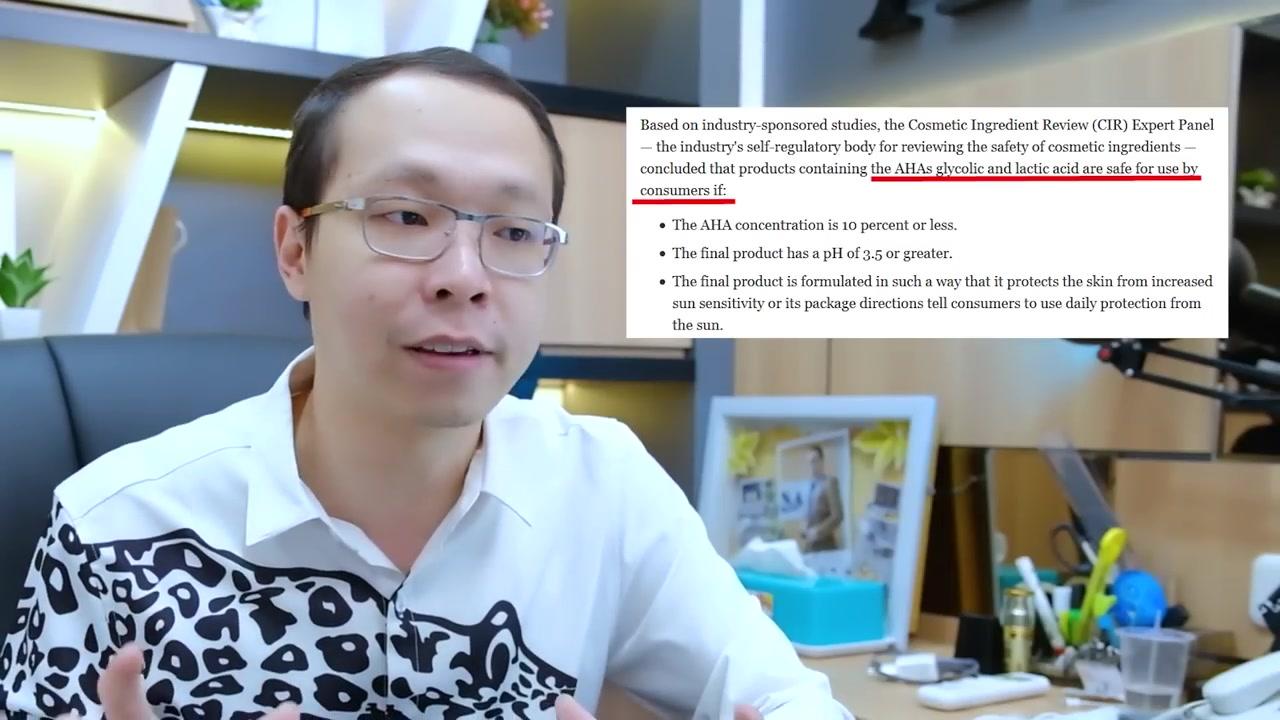 Based on industry-sponsored studies, the Cosmetic Ingredient Review (CIR) Expert Panel
— the industry's self-regulatory body for reviewing the safety of cosmetic ingredients —
concluded that products containing the AHAs glycolic and lactic acid are safe for use by
consumers if:
• The AHA concentration is 10 percent or less.
• The final product has a pH of 3.5 or greater.
• The final product is formulated in such a way that it protects the skin from increased
sun sensitivity or its package directions tell consumers to use daily protection from
the sun.